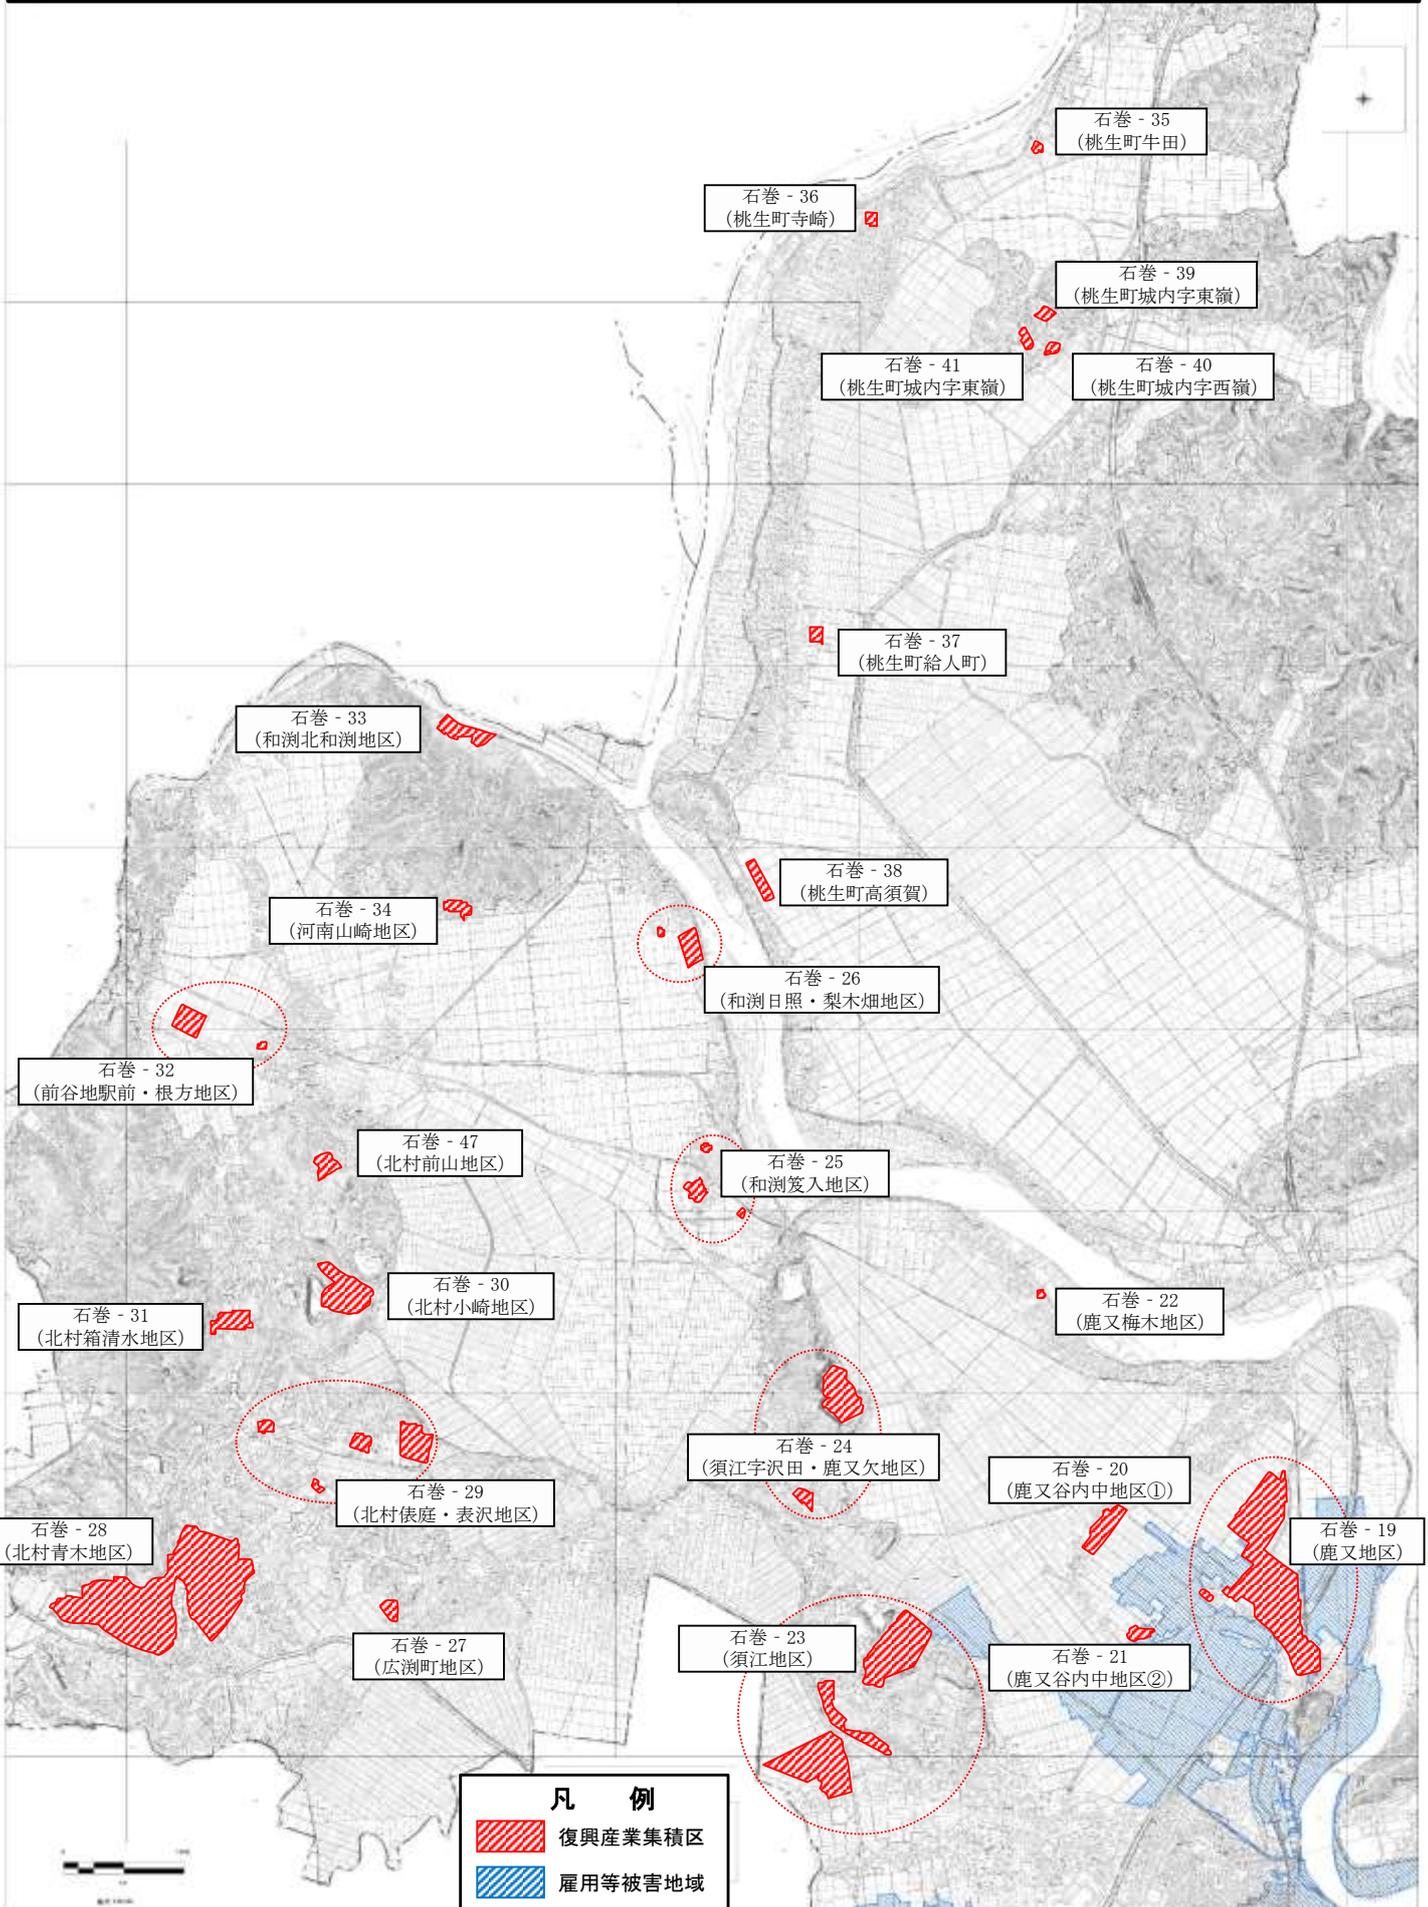 石巻 - 35
（桃生町牛田）
石巻 - 36
（桃生町寺崎）
石巻 - 39
（桃生町城内字東嶺）
石巻 - 41
（桃生町城内字東嶺）
石巻 - 40
（桃生町城内字西嶺）
石巻 - 37
（桃生町給人町）
石巻 - 33
（和渕北和渕地区）
石巻 - 38
（桃生町高須賀）
石巻 - 34
（河南山崎地区）
石巻 - 26
（和渕日照・梨木畑地区）
石巻 - 32
（前谷地駅前・根方地区）
石巻 - 47
（北村前山地区）
石巻 - 25
（和渕笈入地区）
石巻 - 30
（北村小崎地区）
石巻 - 22
（鹿又梅木地区）
石巻 - 31
（北村箱清水地区）
石巻 - 24
（須江字沢田・鹿又欠地区）
石巻 - 20
（鹿又谷内中地区①）
石巻 - 29
（北村俵庭・表沢地区）
石巻 - 28
（北村青木地区）
石巻 - 19
（鹿又地区）
石巻 - 27
（広渕町地区）
石巻 - 23
（須江地区）
石巻 - 21
（鹿又谷内中地区②）
凡　例
復興産業集積区
雇用等被害地域